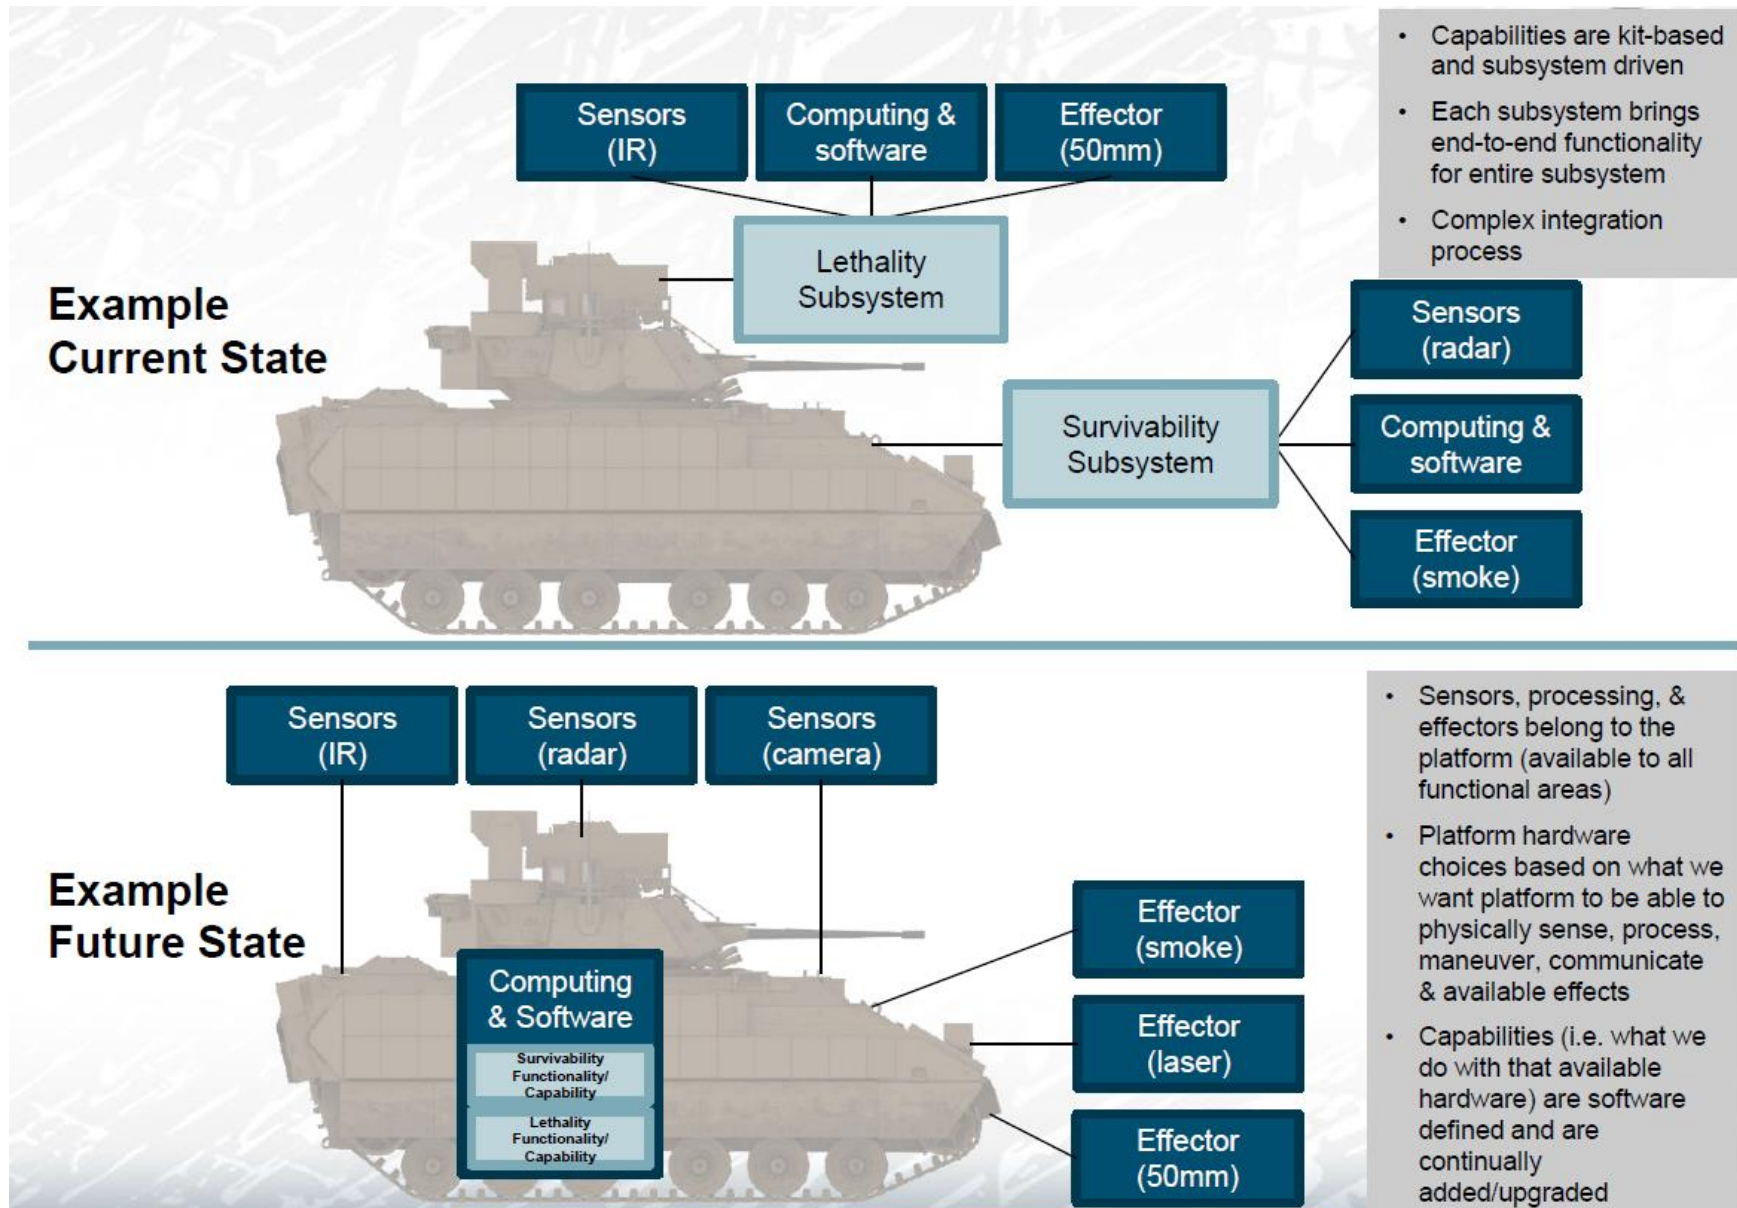 Sensors
(IR)
Computing &
software
Effector
(50mm)
• Capabilities are kit-based
and subsystem driven
• Each subsystem brings
end-to-end functionality
for entire subsystem
• Complex integration
process
Lethality
Subsystem
Example
Current State
Survivability
Subsystem
Sensors
(radar)
Computing &
software
Effector
(smoke)
Sensors
(IR)
Sensors
(radar)
Sensors
(camera)
Example
Future State
Computing
& Software
Survivability
Functionality/
Capability
Lethality
Functionality/
Capability
Effector
(smoke)
Effector
(laser)
Effector
(50mm)
• Sensors, processing, &
effectors belong to the
platform (available to all
functional areas)
• Platform hardware
choices based on what we
want platform to be able to
physically sense, process,
maneuver, communicate
& available effects
• Capabilities (i.e. what we
do with that available
hardware) are software
defined and are
continually
added/upgraded